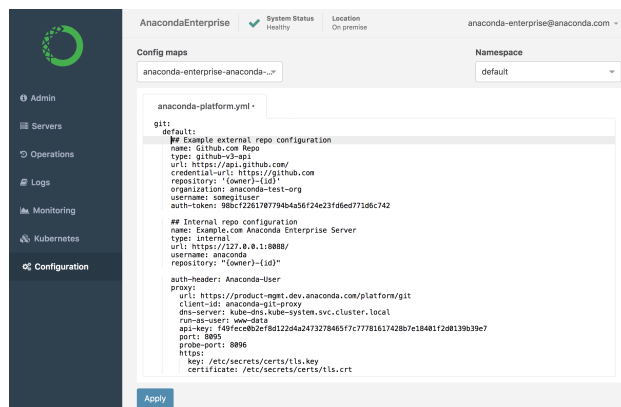 AnacondaEnterprise
System Status
Healthy
Location
On premise
anaconda-enterprise@anaconda.com
Config maps
Namespace
anaconda-enterprise-anaconda-...
default
Admin
Servers
Operations
Logs
Monitoring
Kubernetes
Configuration
anaconda-platform.yml •
git:
default:
## Example external repo configuration
name: Github.com Repo
type: github-v3-api
url: https://api.github.com/
credential-url: https://github.com
repository: '{owner}-{id}'
organization: anaconda-test-org
username: somegituser
auth-token: 98bcf2261707794b4a56f24e23fd6ed771d6c742
## Internal repo configuration
name: Example.com Anaconda Enterprise Server
type: internal
url: https://127.0.0.1:8088/
username: anaconda
repository: "{owner}-{id}"
auth-header: Anaconda-User
proxy:
url: https://product-mgmt.dev.anaconda.com/platform/git
client-id: anaconda-git-proxy
dns-server: kube-dns.kube-system.svc.cluster.local
run-as-user: www-data
api-key: f49fece0b2ef8d122d4a2473278465f7c77781617428b7e18401f2d0139b39e7
port: 8095
probe-port: 8096
https:
key: /etc/secrets/certs/tls.key
certificate: /etc/secrets/certs/tls.crt
Apply